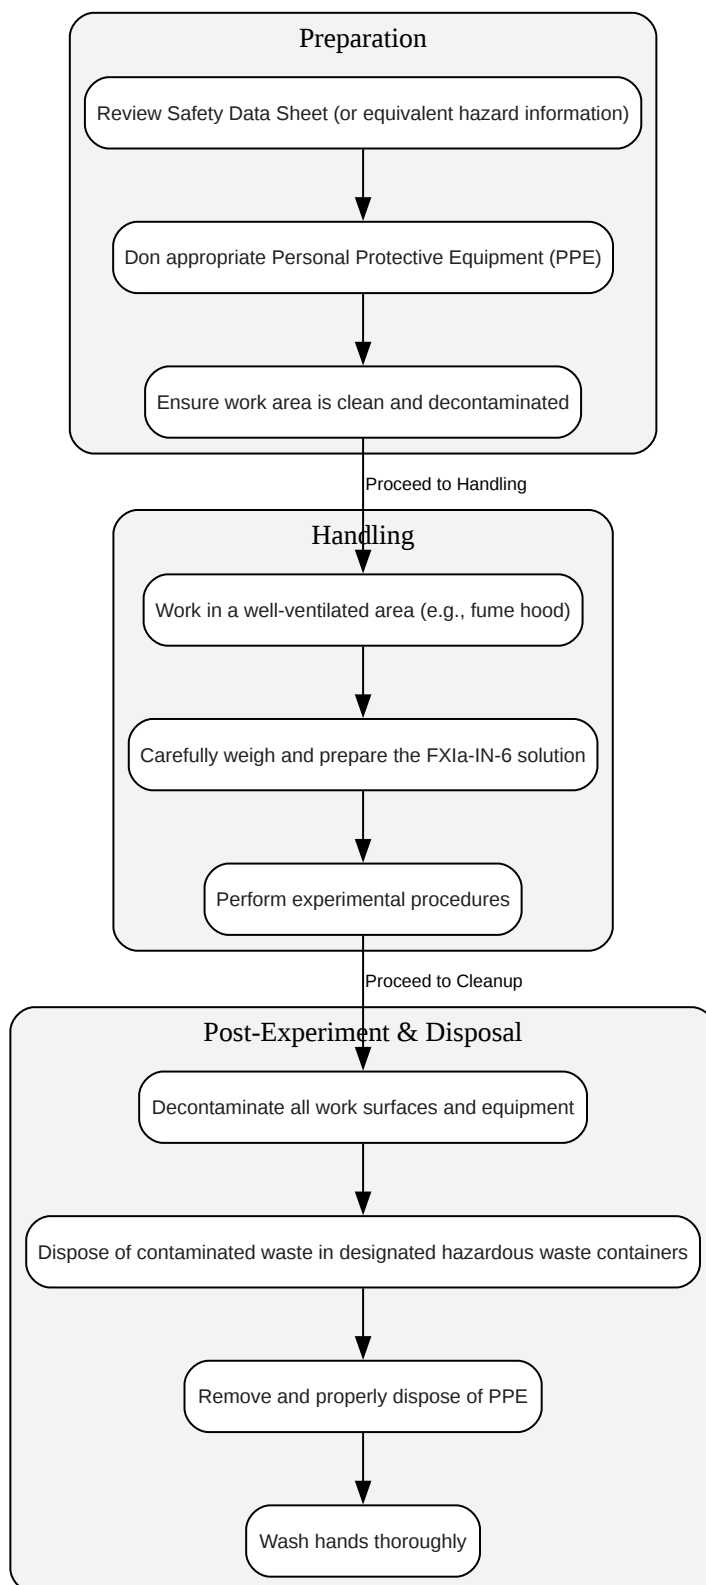 Preparation
Review Safety Data Sheet (or equivalent hazard information)
Don appropriate Personal Protective Equipment (PPE)
Ensure work area is clean and decontaminated
Proceed to Handling
Handling
Work in a well-ventilated area (e.g., fume hood)
Carefully weigh and prepare the FXIa-IN-6 solution
Perform experimental procedures
Proceed to Cleanup
Post-Experiment & Disposal
Decontaminate all work surfaces and equipment
Dispose of contaminated waste in designated hazardous waste containers
Remove and properly dispose of PPE
Wash hands thoroughly